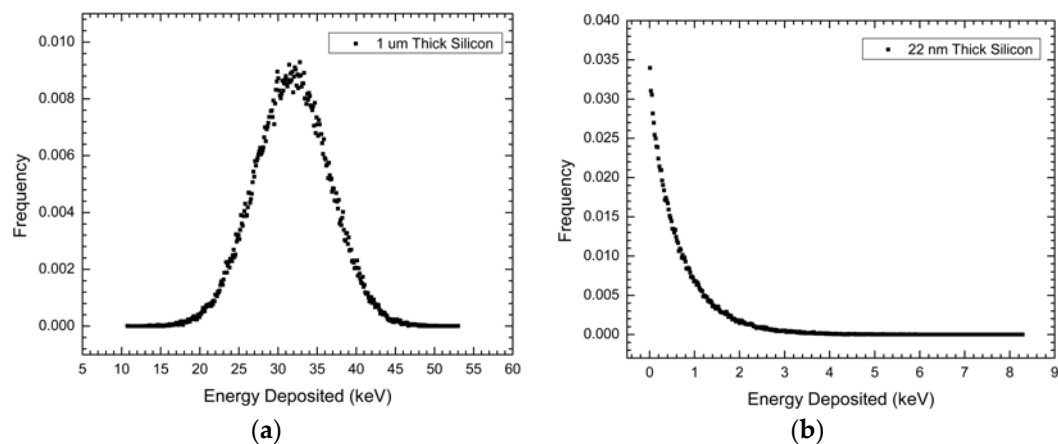 1 um Thick Silicon
0.010
0.008
0.006
0.004
0.002
0.000
Frequency
10 15 20 25 30 35 40 45 50 55 60
Energy Deposited (keV)
(a)
22 nm Thick Silicon
0.040
0.035
0.030
0.025
0.020
0.015
0.010
0.005
0.000
Frequency
0 1 2 3 4 5 6 7 8 9
Energy Deposited (keV)
(b)